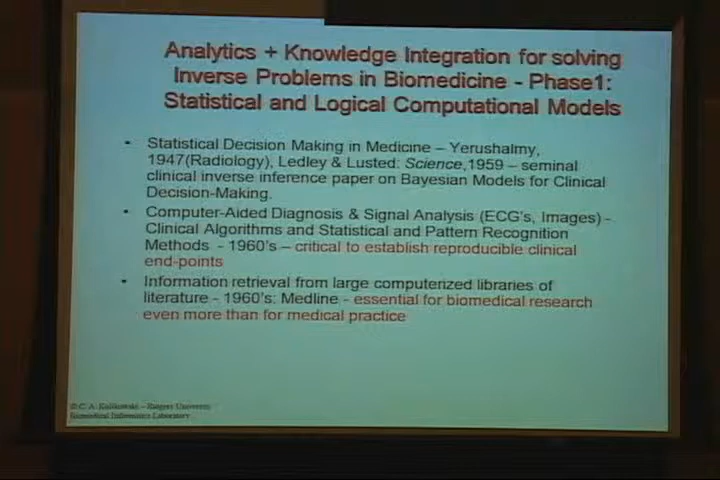 Analytics + Knowledge Integration for solving
Inverse Problems in Biomedicine - Phase1:
Statistical and Logical Computational Models
• Statistical Decision Making in Medicine – Yerushalmy,
1947(Radiology), Ledley & Lusted: Science,1959 – seminal
clinical inverse inference paper on Bayesian Models for Clinical
Decision-Making.
• Computer-Aided Diagnosis & Signal Analysis (ECG's, Images) -
Clinical Algorithms and Statistical and Pattern Recognition
Methods - 1960's – critical to establish reproducible clinical
end-points
• Information retrieval from large computerized libraries of
literature - 1960's: Medline - essential for biomedical research
even more than for medical practice
© C. A. Kulikowski – Rutgers University
Biomedical Informatics Laboratory